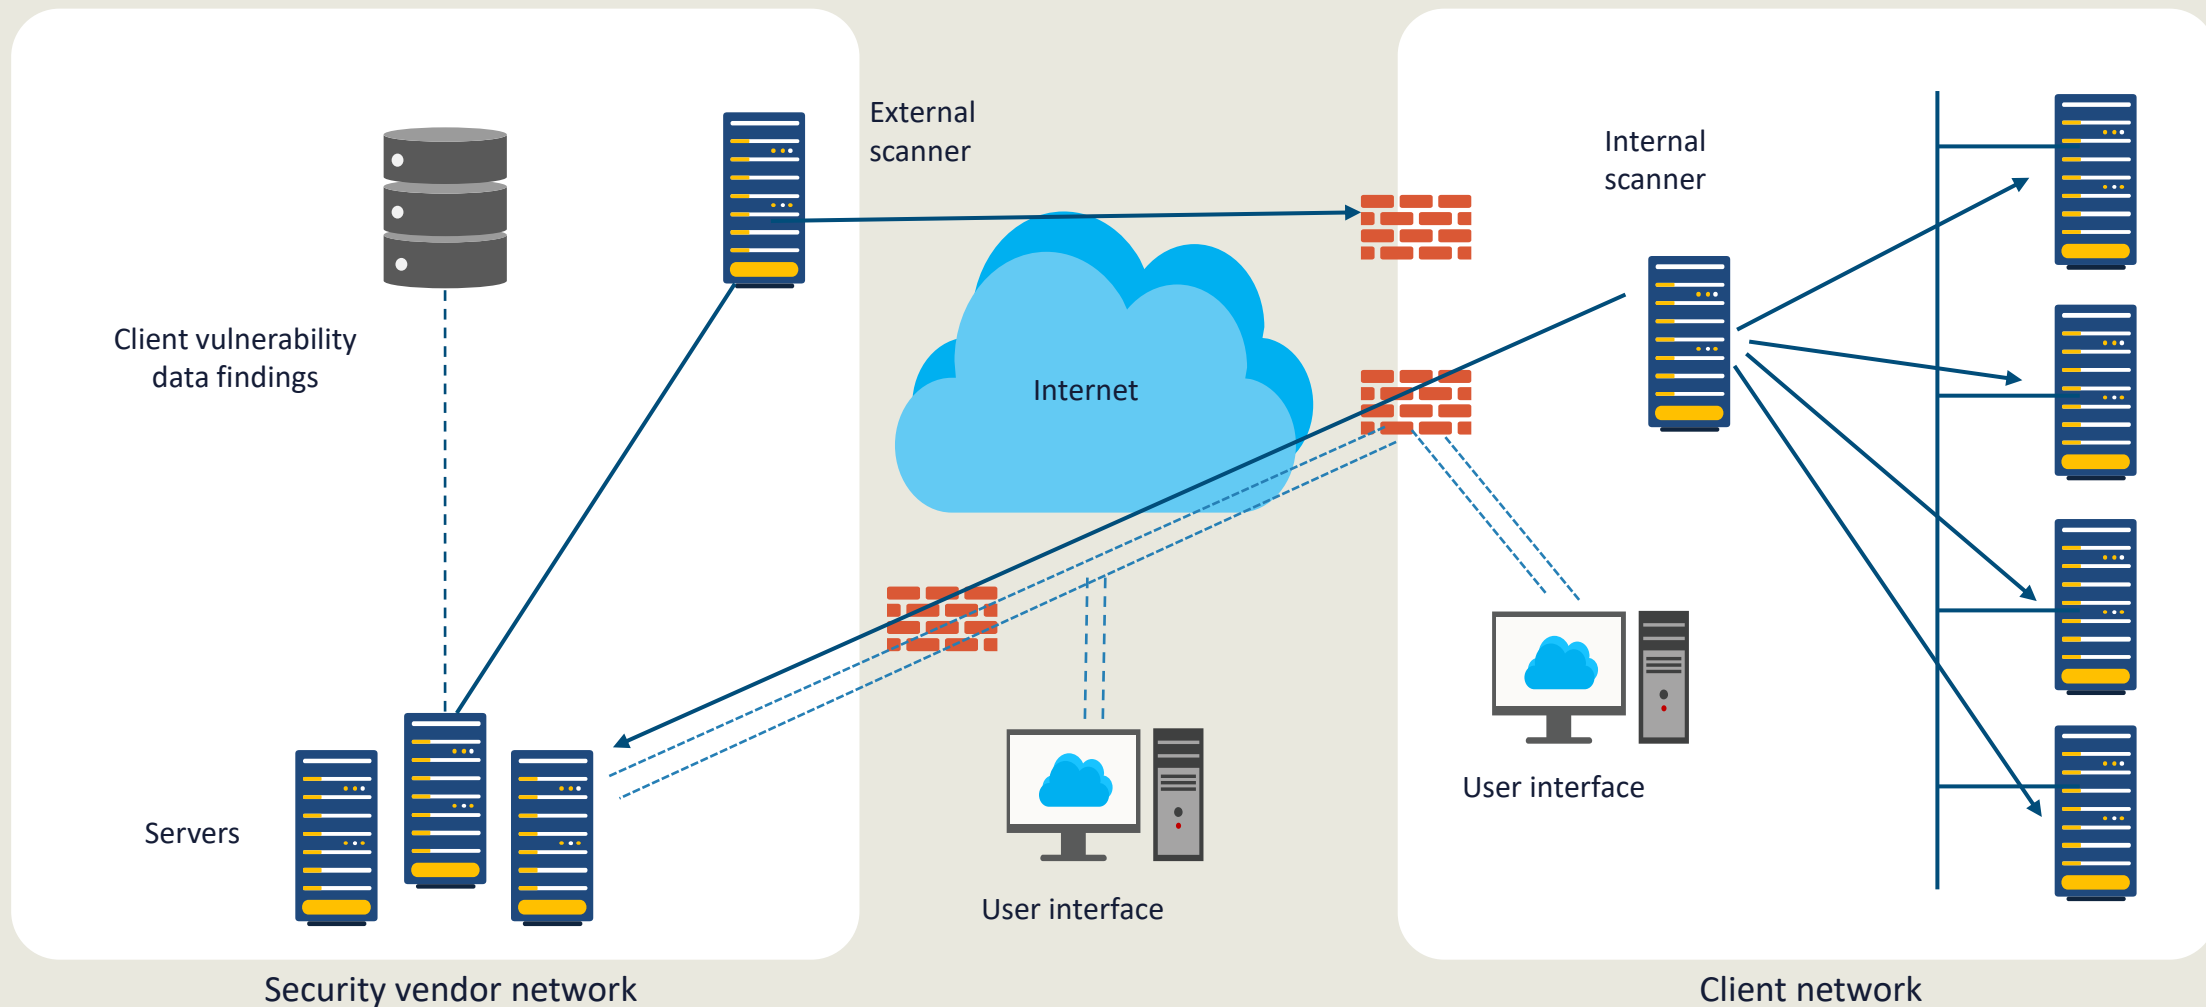 External
scanner
Internal
scanner
Client vulnerability
data findings
Internet
Servers
User interface
User interface
Security vendor network
Client network